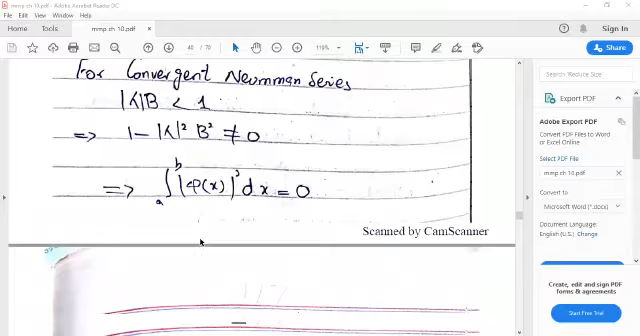 mmp ch 10.pdf - Adobe Acrobat Reader DC
File Edit View Window Help
Home Tools mmp ch 10.pdf × Sign In
40 / 70 119% Share
For Convergent Neumman Series
|λ|B < 1
⇒ 1 - |λ|² B² ≠ 0
⇒ ∫ₐᵇ |φ(x)|² dx = 0
Scanned by CamScanner
117
Search 'Reduce Size'
Export PDF
Adobe Export PDF
Convert PDF Files to Word or Excel Online
Select PDF File
mmp ch 10.pdf ×
Convert to
Microsoft Word (*.docx)
Document Language:
English (U.S.) Change
Create, edit and sign PDF forms & agreements
Start Free Trial